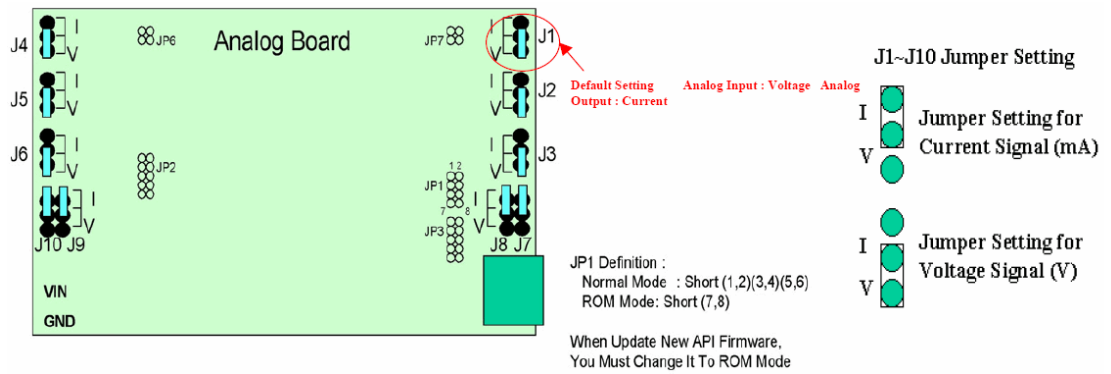 J4 I V
JP6
Analog Board
JP7
I V J1
J5 I V
I V J2
J6 I V
I V J3
Default Setting Analog Input : Voltage Analog
Output : Current
JP2
1 2
JP1
7 8
JP3
I V
J10 J9
I V
J8 J7
VIN
GND
JP1 Definition :
Normal Mode : Short (1,2)(3,4)(5,6)
ROM Mode: Short (7,8)
When Update New API Firmware,
You Must Change It To ROM Mode
J1~J10 Jumper Setting
I
V
Jumper Setting for
Current Signal (mA)
I
V
Jumper Setting for
Voltage Signal (V)